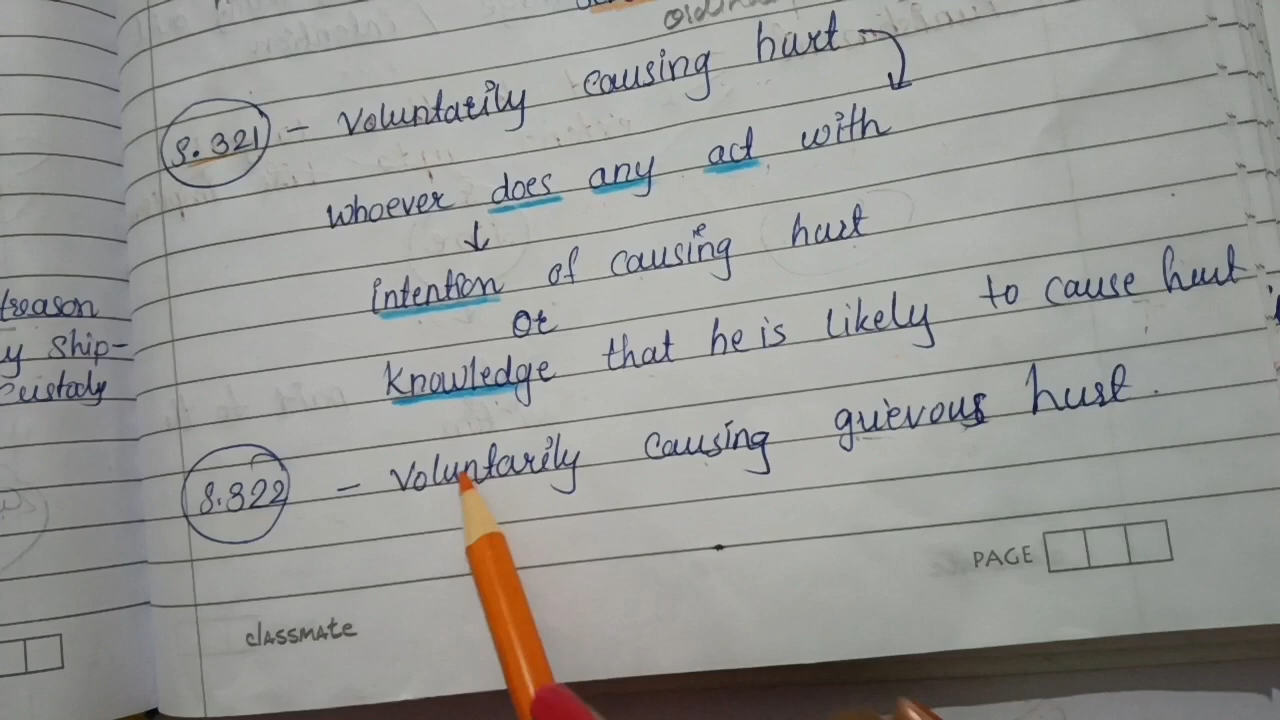 S.321 - Voluntarily causing hurt
whoever does any act with
intention of causing hurt
or
knowledge that he is likely to cause hurt
S.322 - Voluntarily causing grievous hurt.
treason
y ship-
custody
PAGE
classmate